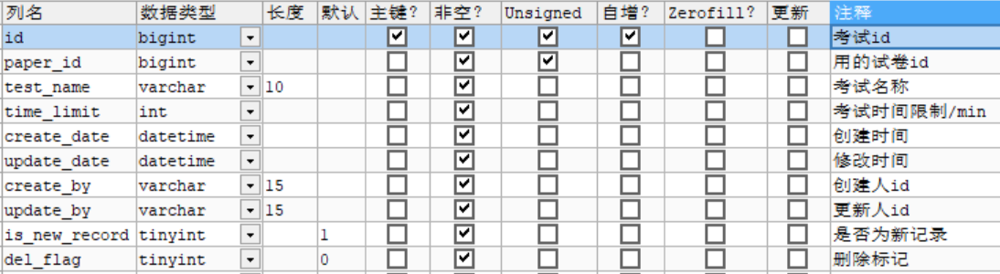 列名 数据类型 长度 默认 主键? 非空? Unsigned 自增? Zerofill? 更新 注释
id bigint 考试id
paper_id bigint 用的试卷id
test_name varchar 10 考试名称
time_limit int 考试时间限制/min
create_date datetime 创建时间
update_date datetime 修改时间
create_by varchar 15 创建人id
update_by varchar 15 更新人id
is_new_record tinyint 1 是否为新记录
del_flag tinyint 0 删除标记